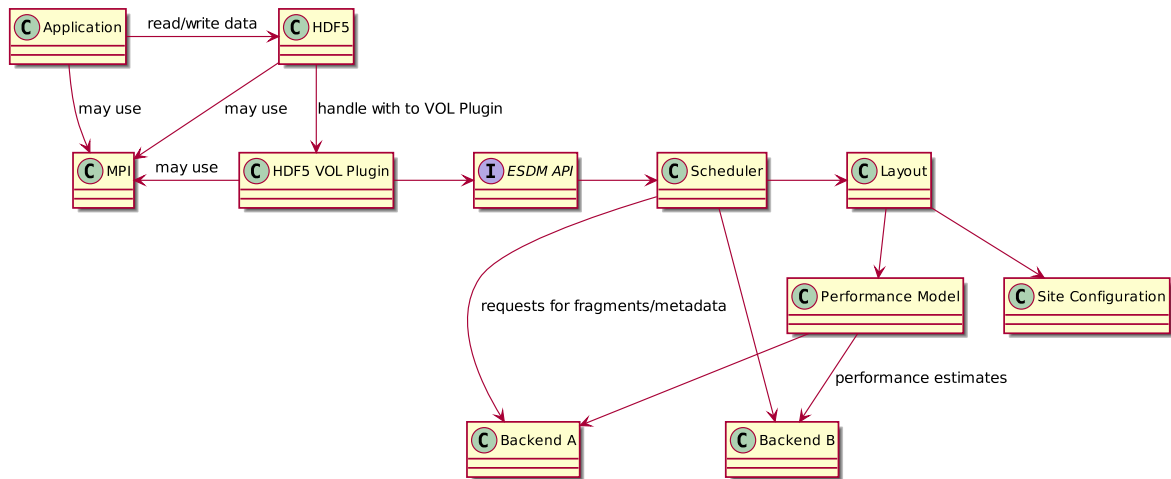 C Application
read/write data
C HDF5
may use
may use
handle with to VOL Plugin
C MPI
may use
C HDF5 VOL Plugin
I ESDM API
C Scheduler
C Layout
requests for fragments/metadata
C Performance Model
C Site Configuration
performance estimates
C Backend A
C Backend B